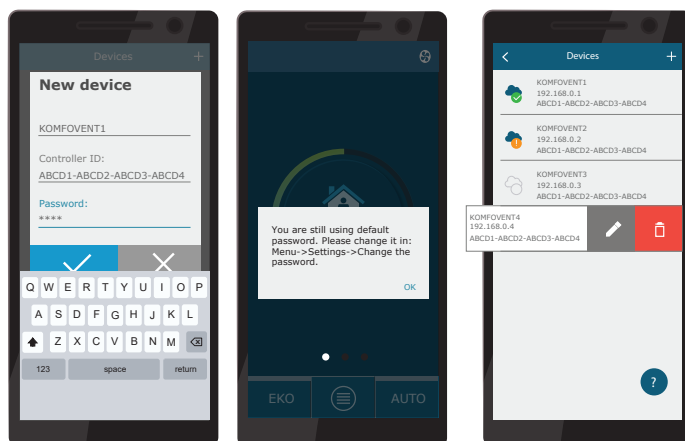 Devices +
New device
KOMFOVENT1
Controller ID:
ABCD1-ABCD2-ABCD3-ABCD4
Password:
****
Q W E R T Y U I O P
A S D F G H J K L
Z X C V B N M
123 space return
You are still using default
password. Please change it in:
Menu->Settings->Change the
password.
OK
EKO AUTO
Devices +
KOMFOVENT1
192.168.0.1
ABCD1-ABCD2-ABCD3-ABCD4
KOMFOVENT2
192.168.0.2
ABCD1-ABCD2-ABCD3-ABCD4
KOMFOVENT3
192.168.0.3
ABCD1-ABCD2-ABCD3-ABCD4
KOMFOVENT4
192.168.0.4
ABCD1-ABCD2-ABCD3-ABCD4
?